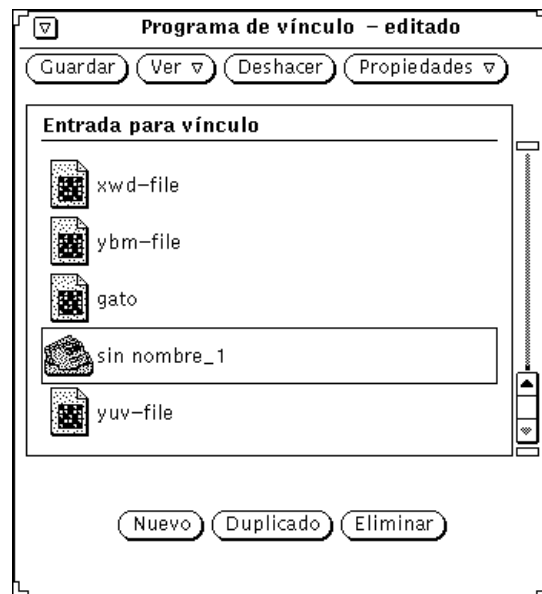 Programa de vínculo – editado
Guardar Ver Deshacer Propiedades
Entrada para vínculo
xwd–file
ybm–file
gato
sin nombre_1
yuv–file
Nuevo Duplicado Eliminar